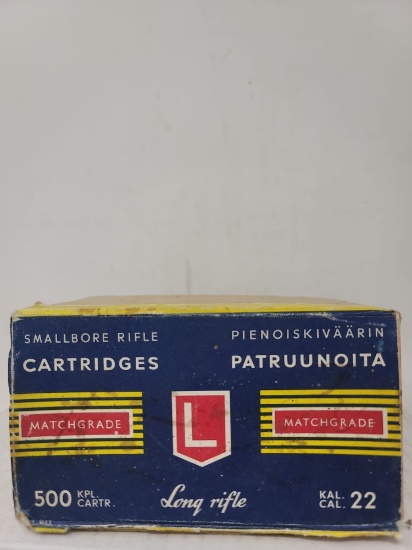 SMALLBORE RIFLE PIENOISKIVÄÄRIN
CARTRIDGES PATRUUNOITA
MATCHGRADE L MATCHGRADE
500 KPL. CARTR. Long rifle KAL. CAL. 22